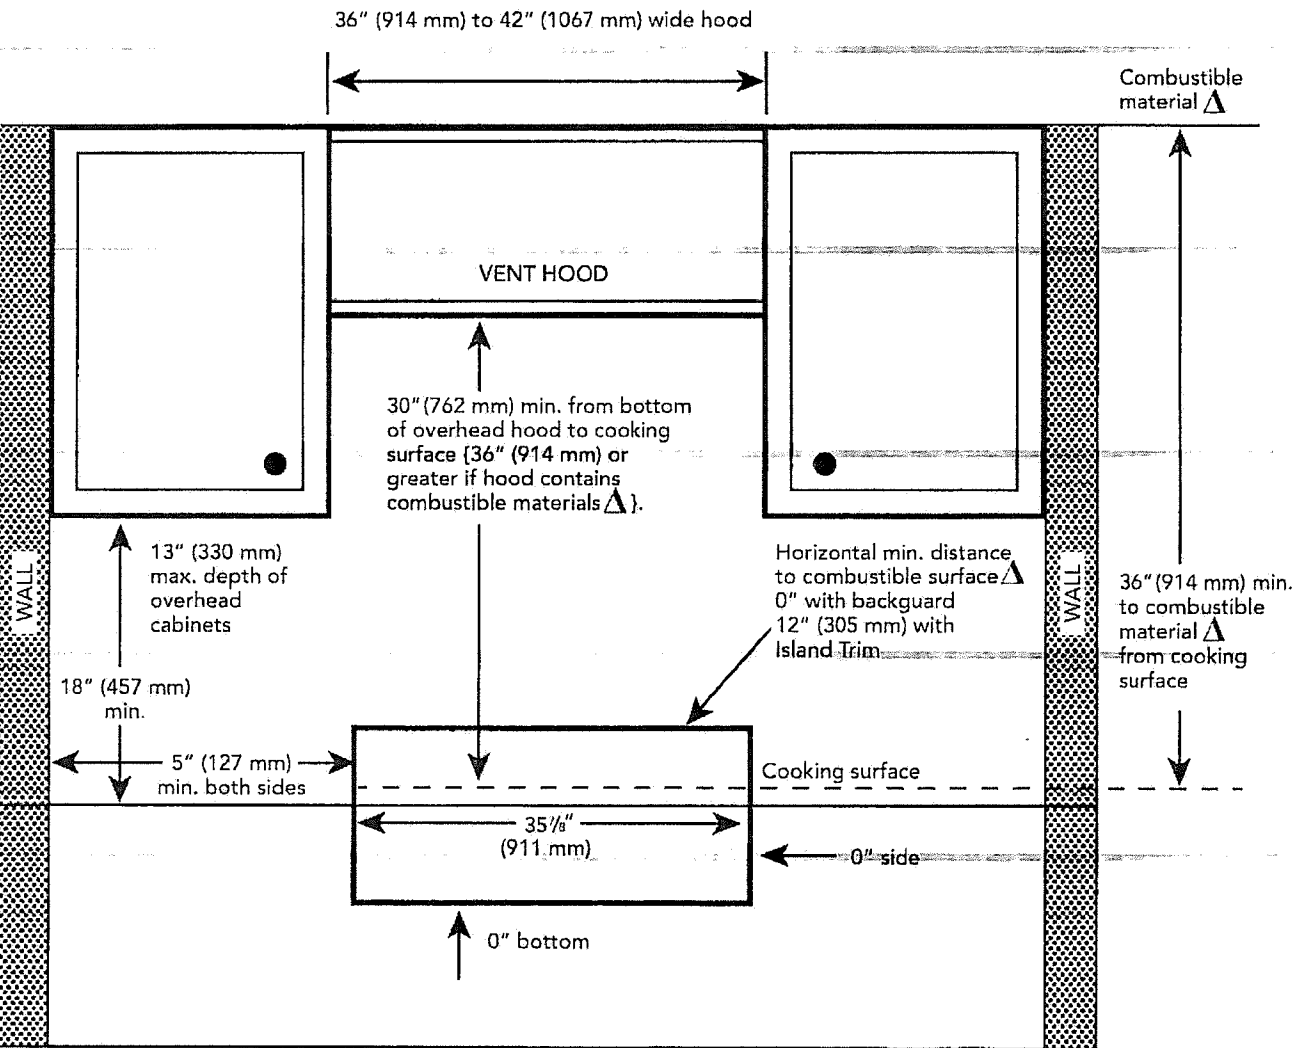 36" (914 mm) to 42" (1067 mm) wide hood
Combustible
material Δ
VENT HOOD
30" (762 mm) min. from bottom
of overhead hood to cooking
surface {36" (914 mm) or
greater if hood contains
combustible materials Δ }.
13" (330 mm)
max. depth of
overhead
cabinets
Horizontal min. distance
to combustible surface Δ
0" with backguard
12" (305 mm) with
Island Trim
WALL
WALL
36" (914 mm) min.
to combustible
material Δ
from cooking
surface
18" (457 mm)
min.
5" (127 mm)
min. both sides
Cooking surface
35⅞"
(911 mm)
0" side
0" bottom